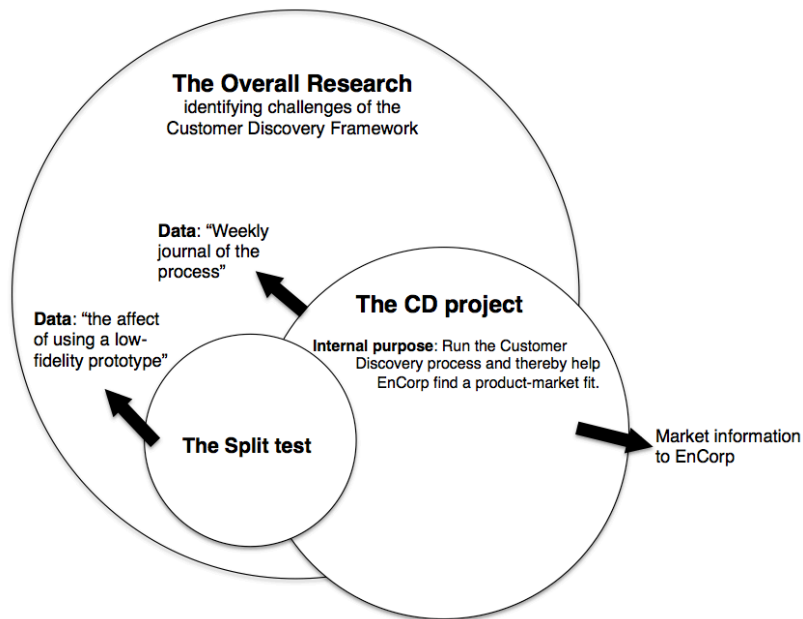 The Overall Research
identifying challenges of the
Customer Discovery Framework
Data: “Weekly
journal of the
process”
Data: “the affect
of using a low-
fidelity prototype”
The CD project
Internal purpose: Run the Customer
Discovery process and thereby help
EnCorp find a product-market fit.
The Split test
Market information
to EnCorp